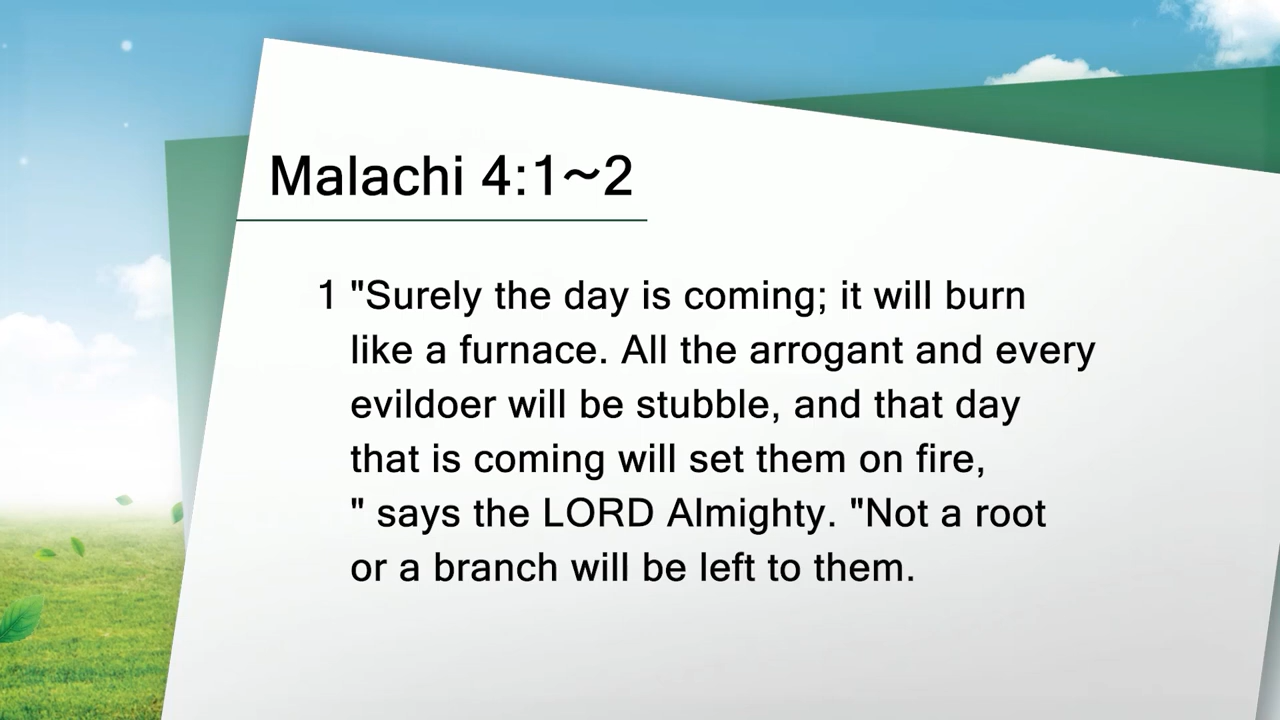 Malachi 4:1~2
1 "Surely the day is coming; it will burn
like a furnace. All the arrogant and every
evildoer will be stubble, and that day
that is coming will set them on fire,
" says the LORD Almighty. "Not a root
or a branch will be left to them.